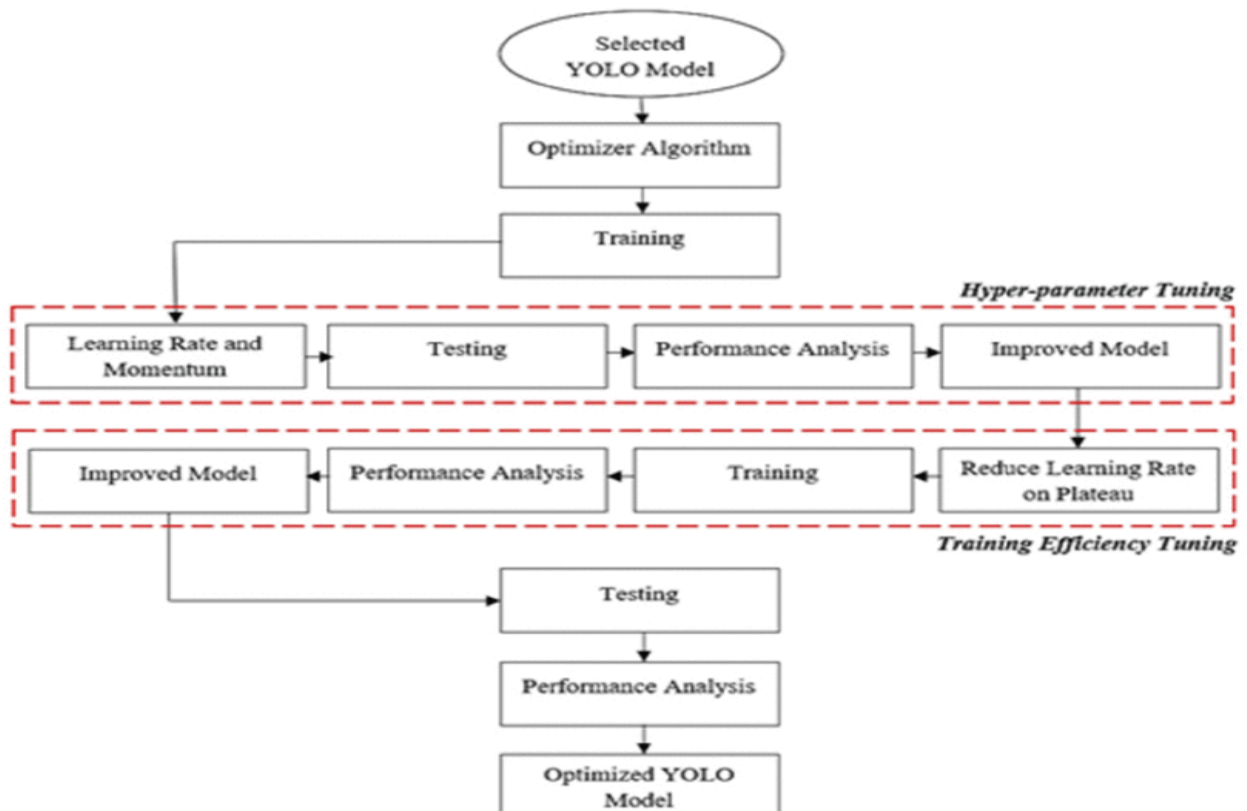 Selected
YOLO Model
Optimizer Algorithm
Training
Hyper-parameter Tuning
Learning Rate and
Momentum
Testing
Performance Analysis
Improved Model
Reduce Learning Rate
on Plateau
Training
Performance Analysis
Improved Model
Training Efficiency Tuning
Testing
Performance Analysis
Optimized YOLO
Model